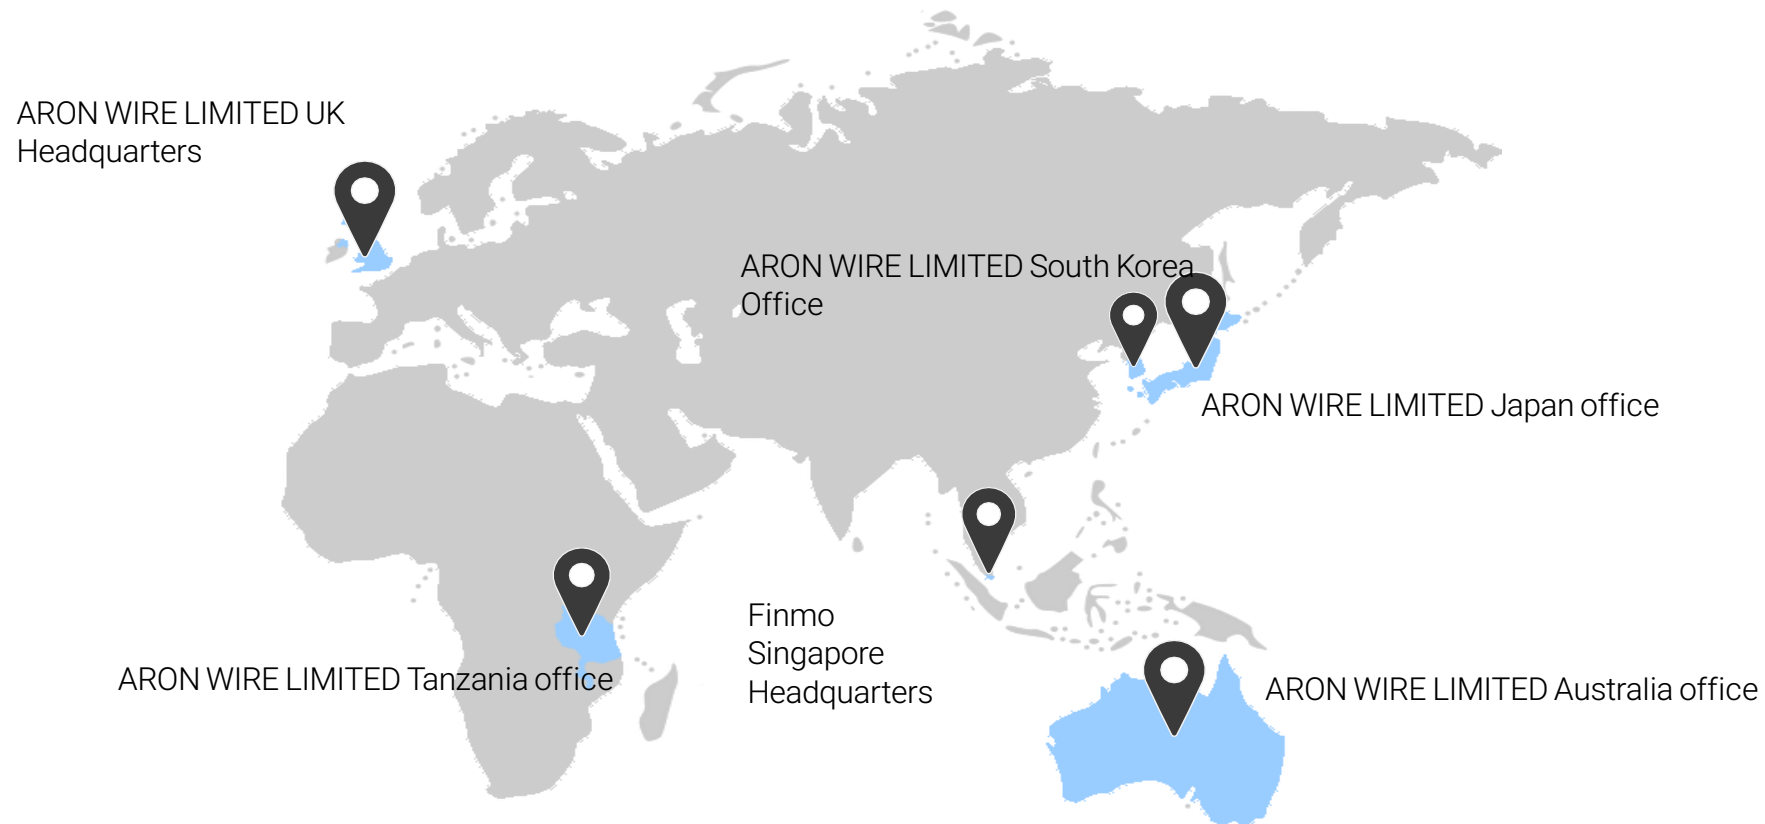 ARON WIRE LIMITED UK
Headquarters
ARON WIRE LIMITED South Korea
Office
ARON WIRE LIMITED Japan office
Finmo
Singapore
Headquarters
ARON WIRE LIMITED Tanzania office
ARON WIRE LIMITED Australia office